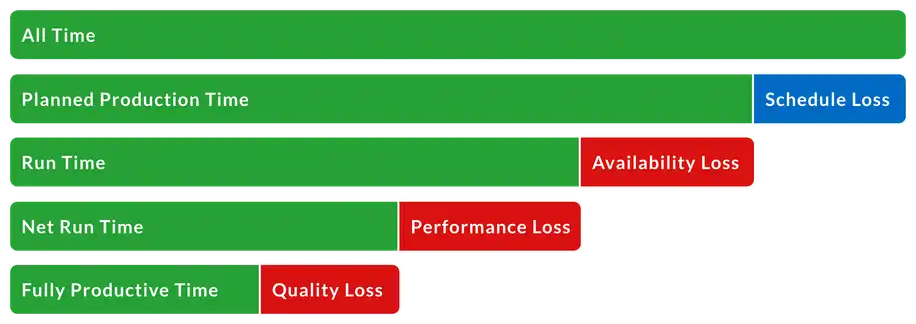 All Time
Planned Production Time Schedule Loss
Run Time Availability Loss
Net Run Time Performance Loss
Fully Productive Time Quality Loss